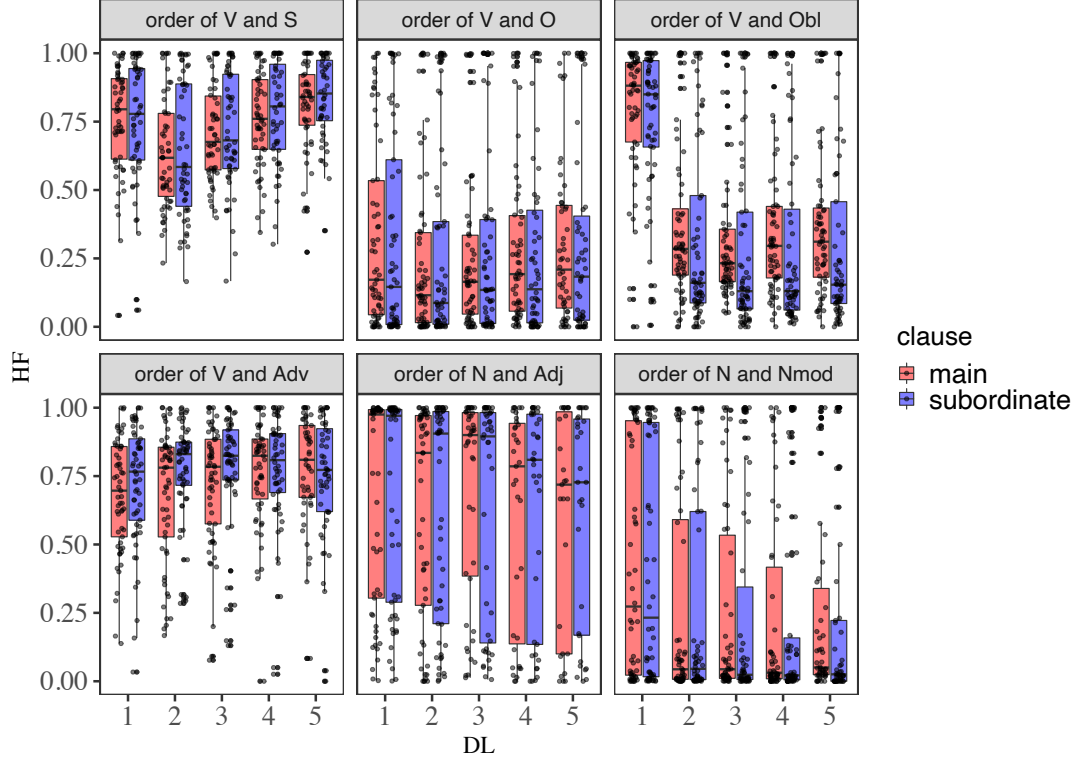 order of V and S order of V and O order of V and Obl
1.00
0.75
0.50
0.25
0.00
HF
order of V and Adv order of N and Adj order of N and Nmod
1.00
0.75
0.50
0.25
0.00
1 2 3 4 5 1 2 3 4 5 1 2 3 4 5
DL
clause
main
subordinate